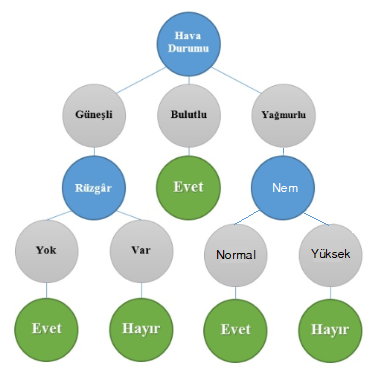 Hava
Durumu
Güneşli
Bulutlu
Yağmurlu
Rüzgâr
Evet
Nem
Yok
Var
Normal
Yüksek
Evet
Hayır
Evet
Hayır